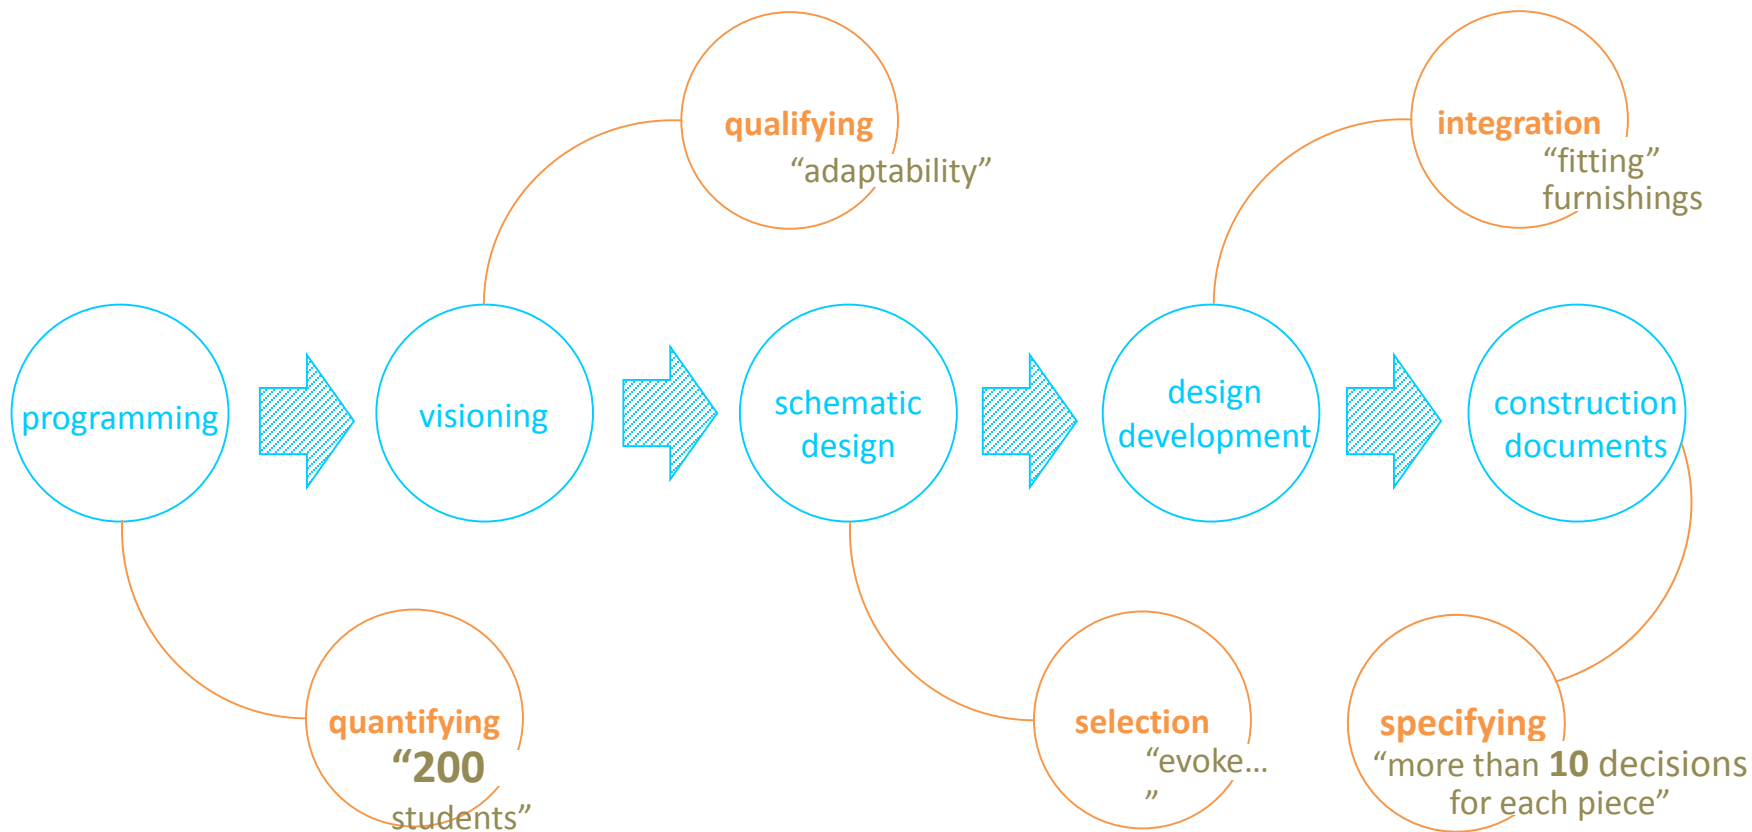 qualifying
“adaptability”
integration
“fitting”
furnishings
programming
visioning
schematic
design
design
development
construction
documents
quantifying
“200
students”
selection
“evoke…
”
specifying
“more than 10 decisions
for each piece”